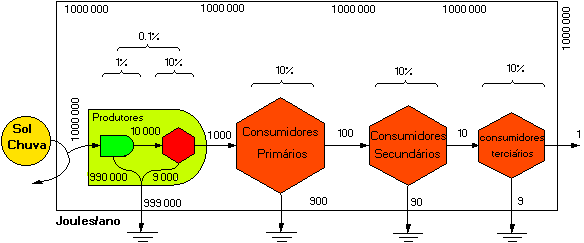 1000 000
1000 000
1000 000
1000 000
1000 000
0.1%
1%
10%
10%
10%
10%
Sol
Chuva
1000 000
Produtores
10 000
1000
990 000
9 000
999 000
Consumidores
Primários
100
900
Consumidores
Secundários
10
90
consumidores
terciários
1
9
Joules/ano